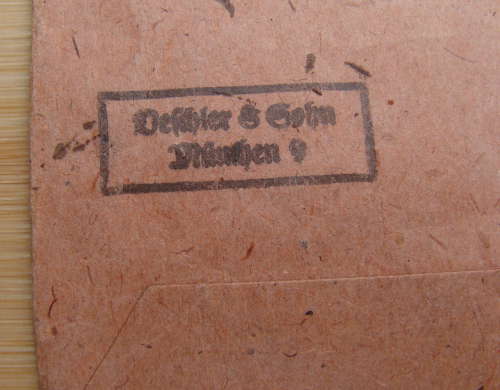 Deschler & Sohn
München 9